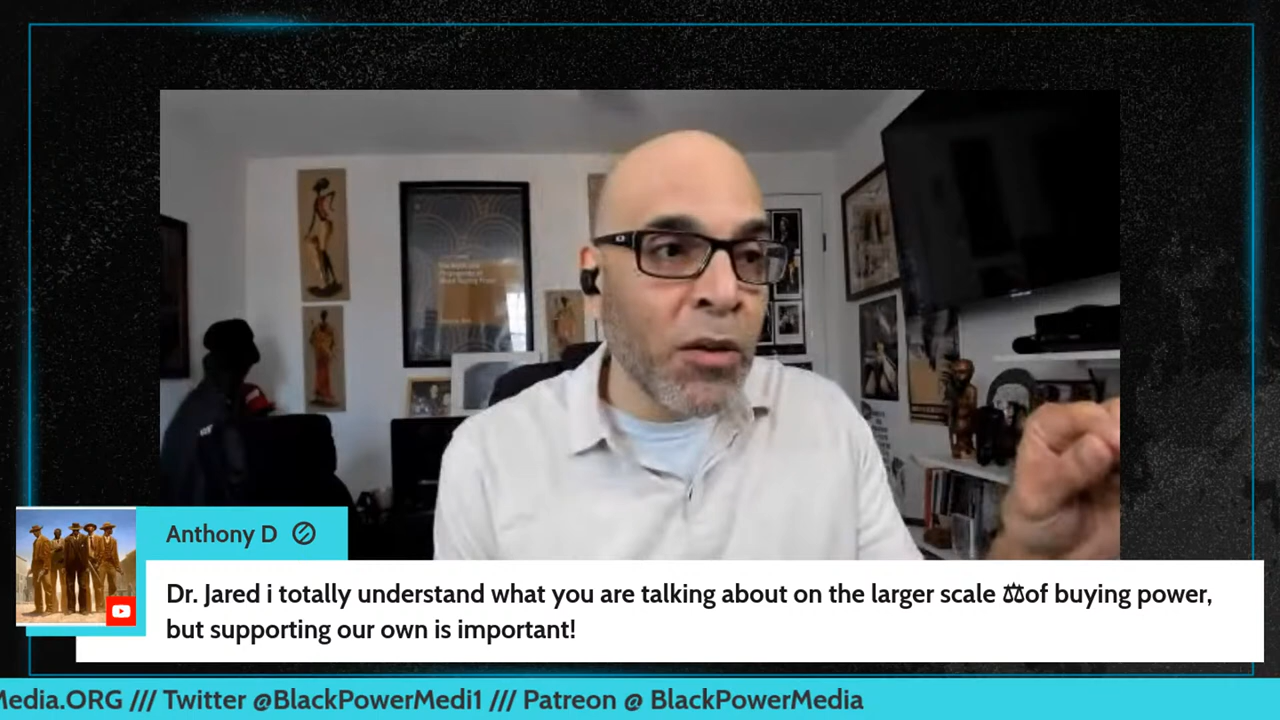 Anthony D
Dr. Jared i totally understand what you are talking about on the larger scale ⚖of buying power,
but supporting our own is important!
Media.ORG /// Twitter @BlackPowerMedi1 /// Patreon @ BlackPowerMedia